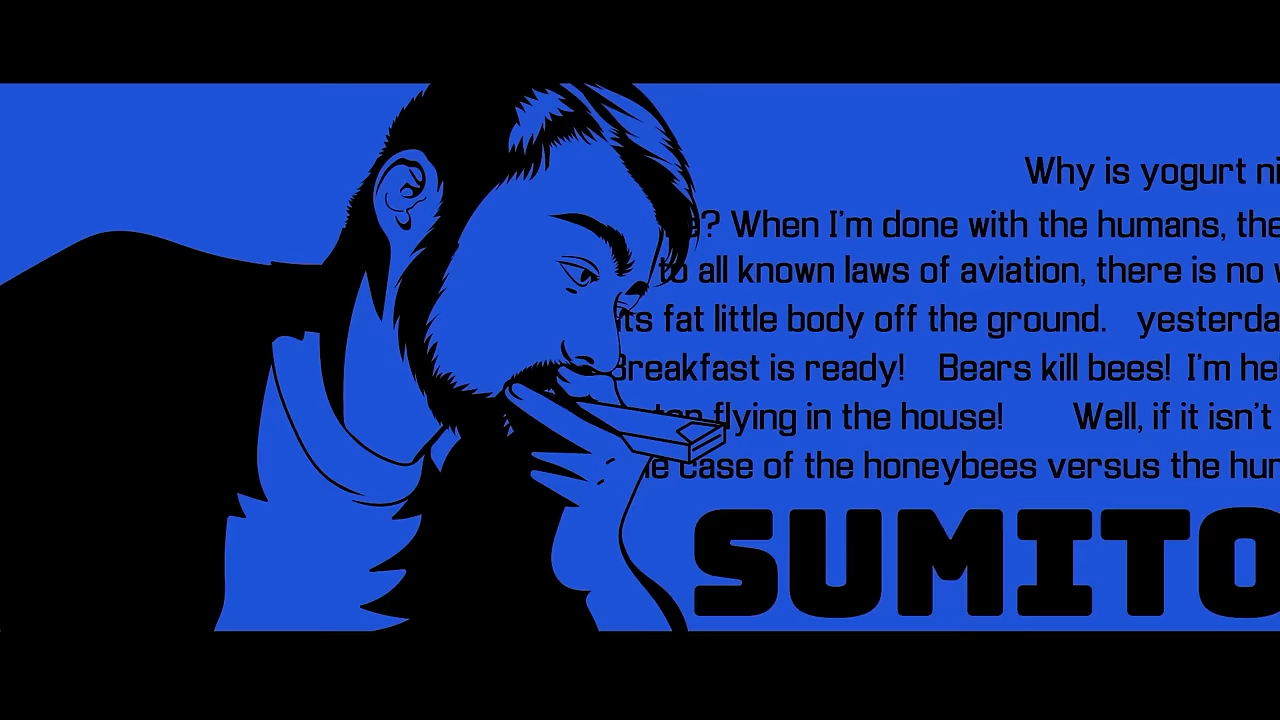 Why is yogurt ni
e? When I'm done with the humans, the
to all known laws of aviation, there is no w
its fat little body off the ground. yesterda
Breakfast is ready! Bears kill bees! I'm he
flying in the house! Well, if it isn't
case of the honeybees versus the hum
SUMITO